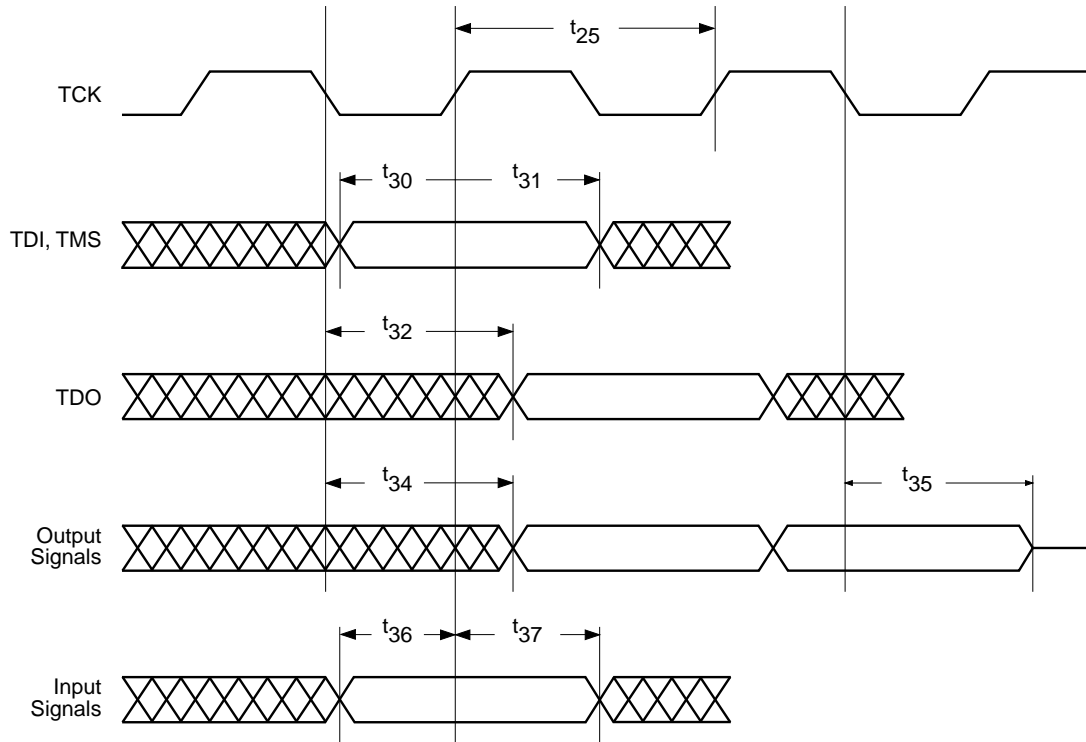 t25
TCK
t30
t31
TDI, TMS
t32
TDO
t34
t35
Output
Signals
t36
t37
Input
Signals